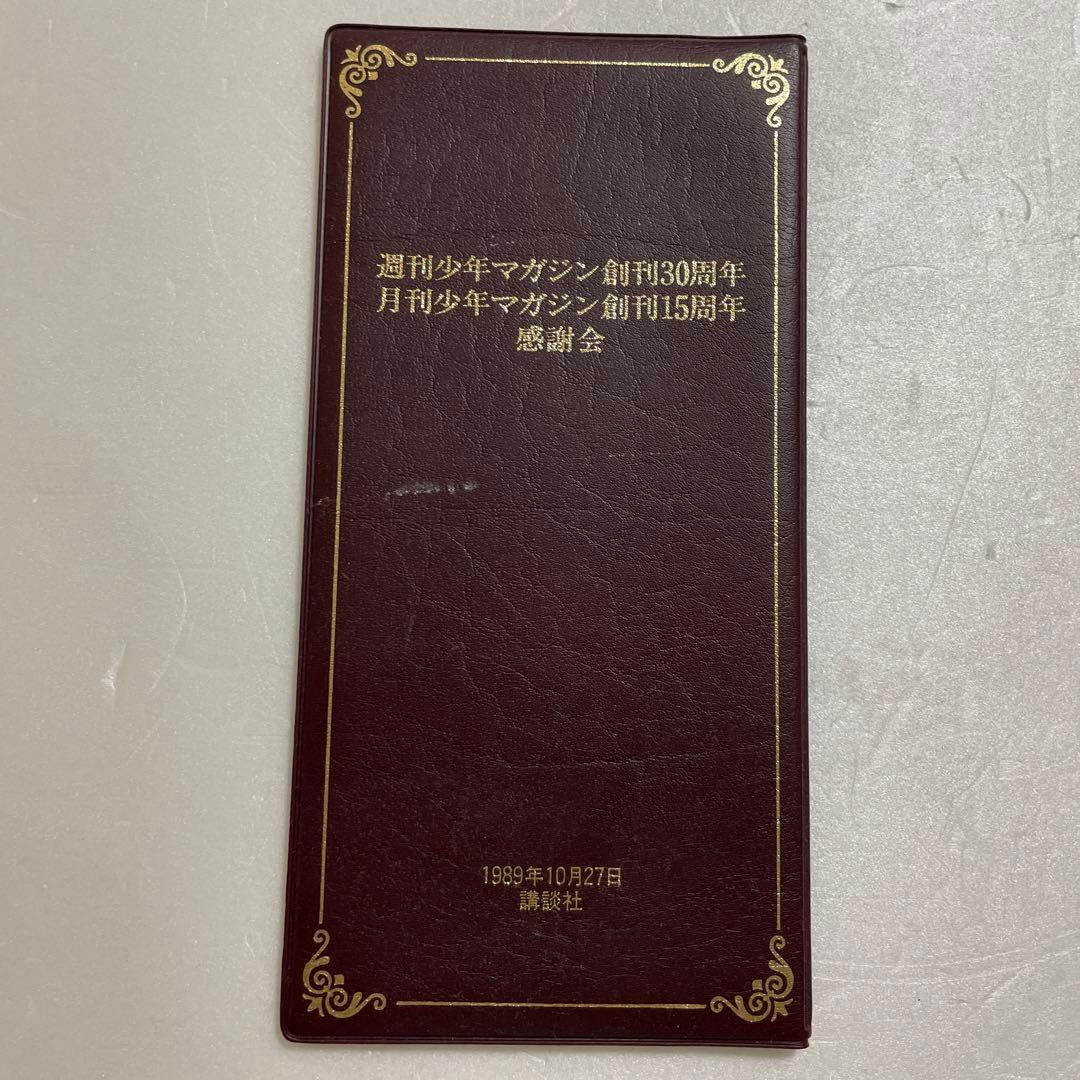 週刊少年マガジン創刊30周年
月刊少年マガジン創刊15周年
感謝会
1989年10月27日
講談社